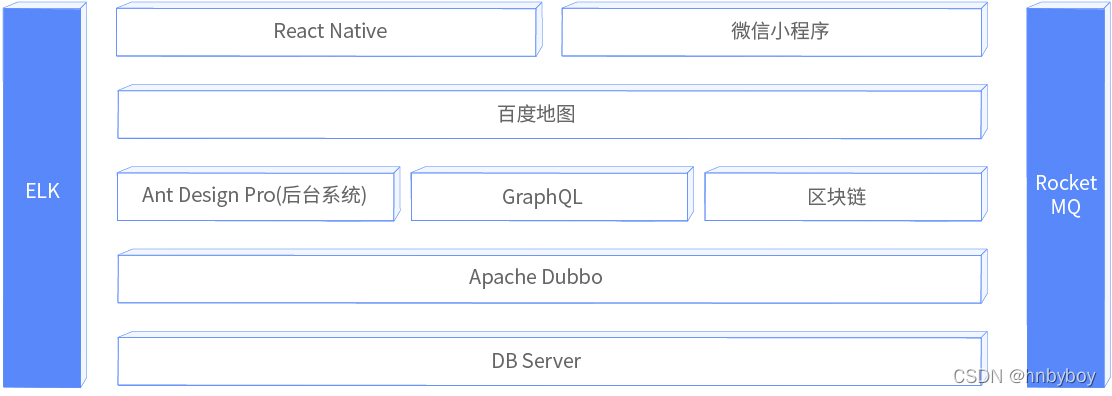 React Native
微信小程序
百度地图
ELK
Ant Design Pro(后台系统)
GraphQL
区块链
Rocket
MQ
Apache Dubbo
DB Server
CSDN @hnbyboy